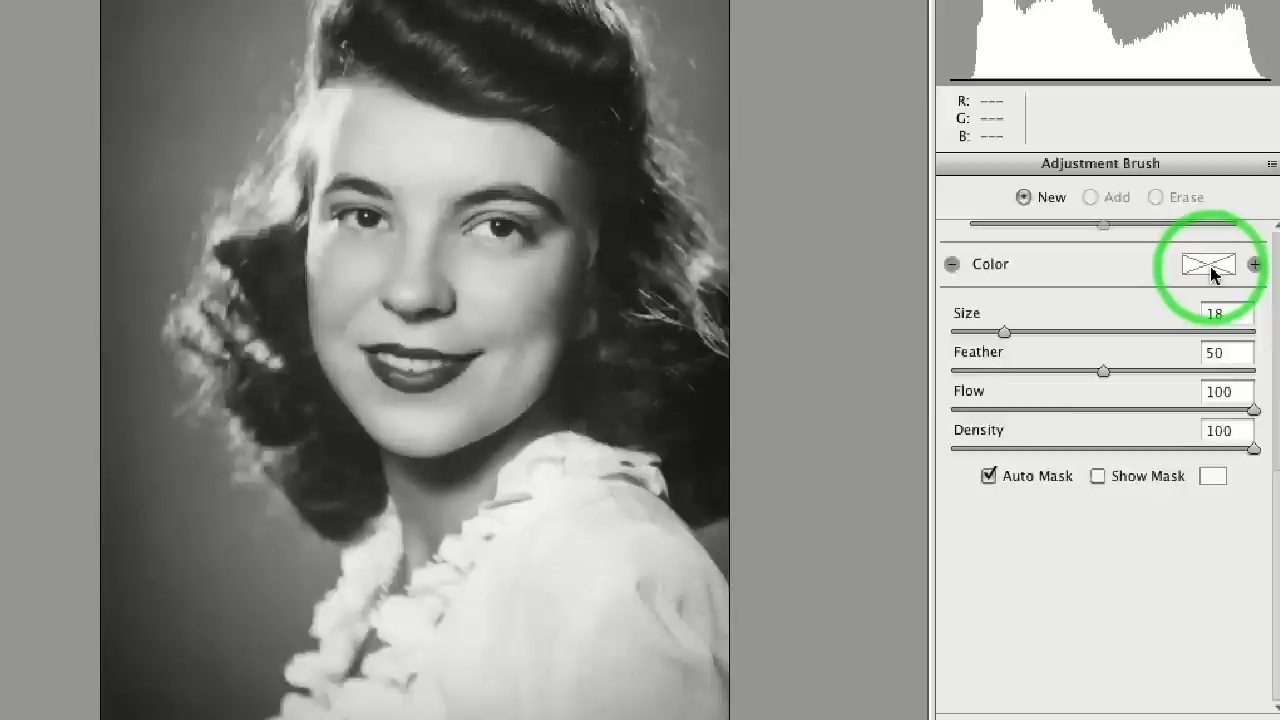 R: ---
G: ---
B: ---
Adjustment Brush
New Add Erase
Color
Size 18
Feather 50
Flow 100
Density 100
Auto Mask Show Mask